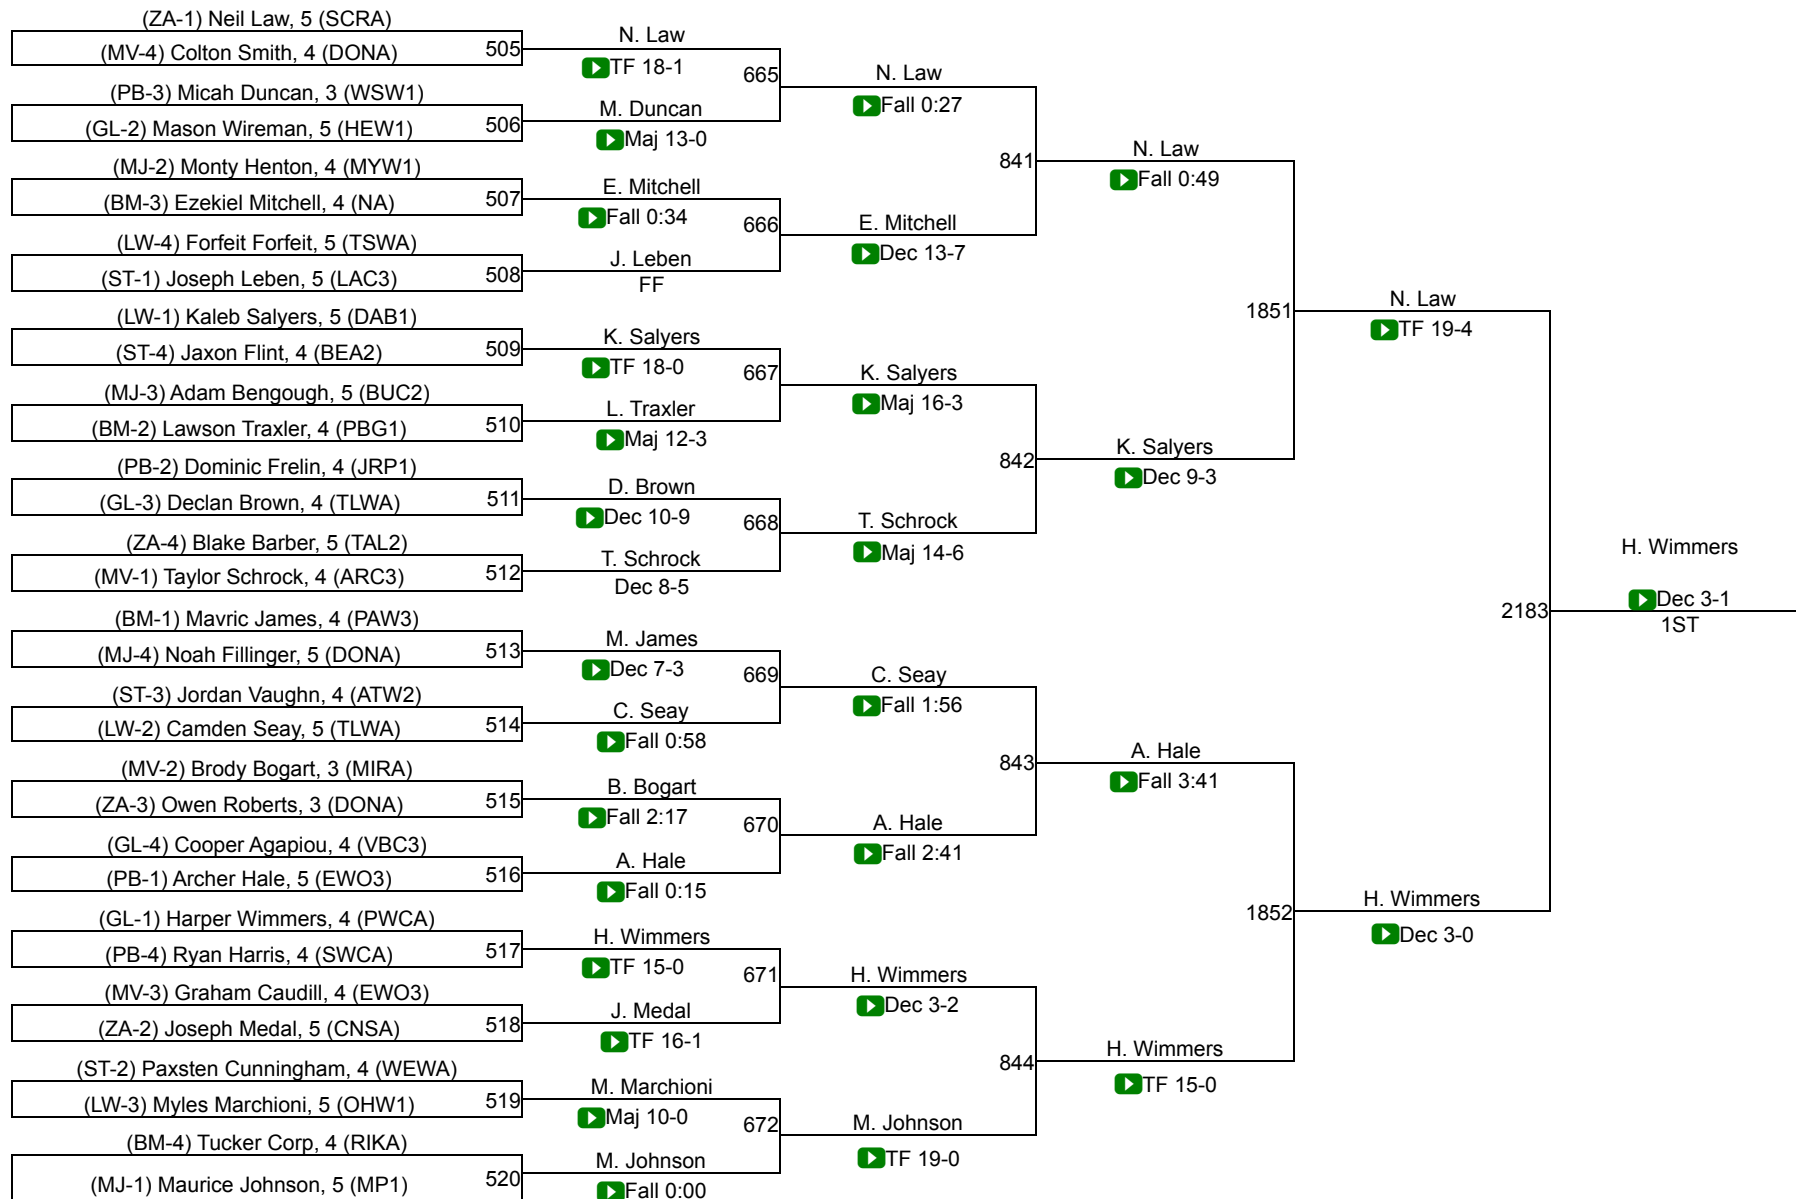 (ZA-1) Neil Law, 5 (SCRA)
(MV-4) Colton Smith, 4 (DONA)
505
(PB-3) Micah Duncan, 3 (WSW1)
(GL-2) Mason Wireman, 5 (HEW1)
506
(MJ-2) Monty Henton, 4 (MYW1)
(BM-3) Ezekiel Mitchell, 4 (NA)
507
(LW-4) Forfeit Forfeit, 5 (TSWA)
(ST-1) Joseph Leben, 5 (LAC3)
508
(LW-1) Kaleb Salyers, 5 (DAB1)
(ST-4) Jaxon Flint, 4 (BEA2)
509
(MJ-3) Adam Bengough, 5 (BUC2)
(BM-2) Lawson Traxler, 4 (PBG1)
510
(PB-2) Dominic Frelin, 4 (JRP1)
(GL-3) Declan Brown, 4 (TLWA)
511
(ZA-4) Blake Barber, 5 (TAL2)
(MV-1) Taylor Schrock, 4 (ARC3)
512
(BM-1) Mavric James, 4 (PAW3)
(MJ-4) Noah Fillinger, 5 (DONA)
513
(ST-3) Jordan Vaughn, 4 (ATW2)
(LW-2) Camden Seay, 5 (TLWA)
514
(MV-2) Brody Bogart, 3 (MIRA)
(ZA-3) Owen Roberts, 3 (DONA)
515
(GL-4) Cooper Agapiou, 4 (VBC3)
(PB-1) Archer Hale, 5 (EWO3)
516
(GL-1) Harper Wimmers, 4 (PWCA)
(PB-4) Ryan Harris, 4 (SWCA)
517
(MV-3) Graham Caudill, 4 (EWO3)
(ZA-2) Joseph Medal, 5 (CNSA)
518
(ST-2) Paxsten Cunningham, 4 (WEWA)
(LW-3) Myles Marchioni, 5 (OHW1)
519
(BM-4) Tucker Corp, 4 (RIKA)
(MJ-1) Maurice Johnson, 5 (MP1)
520
N. Law
TF 18-1
665
M. Duncan
Maj 13-0
E. Mitchell
Fall 0:34
666
J. Leben
FF
K. Salyers
TF 18-0
667
L. Traxler
Maj 12-3
D. Brown
Dec 10-9
668
T. Schrock
Dec 8-5
M. James
Dec 7-3
669
C. Seay
Fall 0:58
B. Bogart
Fall 2:17
670
A. Hale
Fall 0:15
H. Wimmers
TF 15-0
671
J. Medal
TF 16-1
M. Marchioni
Maj 10-0
672
M. Johnson
Fall 0:00
N. Law
Fall 0:27
841
E. Mitchell
Dec 13-7
K. Salyers
Maj 16-3
842
T. Schrock
Maj 14-6
C. Seay
Fall 1:56
843
A. Hale
Fall 2:41
H. Wimmers
Dec 3-2
844
M. Johnson
TF 19-0
N. Law
Fall 0:49
1851
K. Salyers
Dec 9-3
A. Hale
Fall 3:41
1852
H. Wimmers
TF 15-0
N. Law
TF 19-4
2183
H. Wimmers
Dec 3-0
H. Wimmers
Dec 3-1
1ST